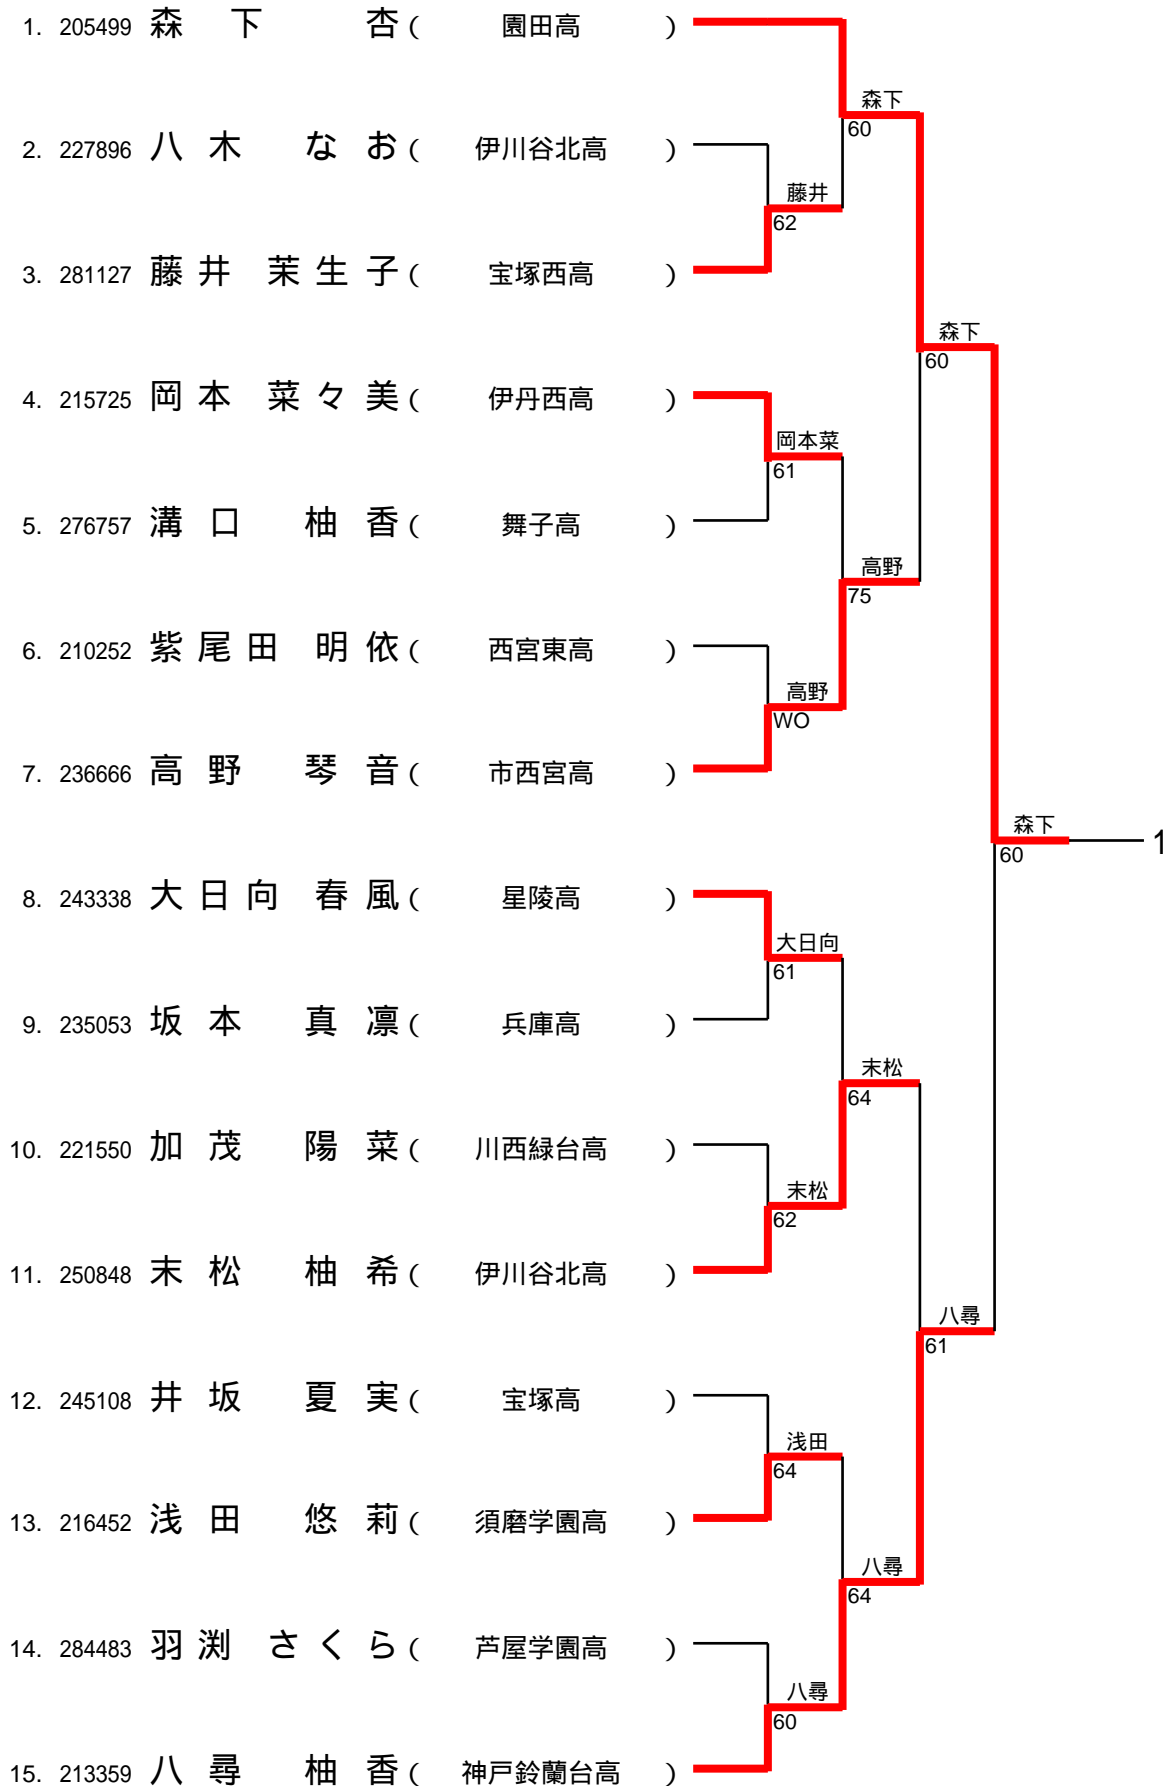 1. 205499 森下 杏 ( 園田高 )
森下
60
2. 227896 八木 なお ( 伊川谷北高 )
藤井
62
3. 281127 藤井 茉生子 ( 宝塚西高 )
森下
60
4. 215725 岡本 菜々美 ( 伊丹西高 )
岡本菜
61
5. 276757 溝口 柚香 ( 舞子高 )
高野
75
6. 210252 紫尾田 明依 ( 西宮東高 )
高野
WO
7. 236666 高野 琴音 ( 市西宮高 )
森下
60
1
8. 243338 大日向 春風 ( 星陵高 )
大日向
61
9. 235053 坂本 真凛 ( 兵庫高 )
末松
64
10. 221550 加茂 陽菜 ( 川西緑台高 )
末松
62
11. 250848 末松 柚希 ( 伊川谷北高 )
八尋
61
12. 245108 井坂 夏実 ( 宝塚高 )
浅田
64
13. 216452 浅田 悠莉 ( 須磨学園高 )
八尋
64
14. 284483 羽渕 さくら ( 芦屋学園高 )
八尋
60
15. 213359 八尋 柚香 ( 神戸鈴蘭台高 )